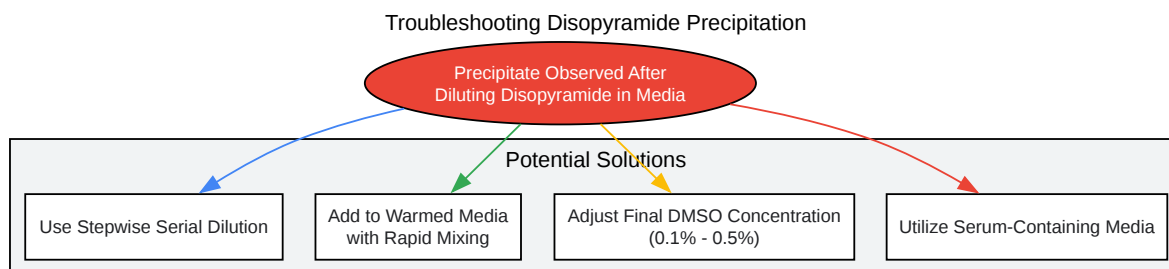 Troubleshooting Disopyramide Precipitation
Precipitate Observed After
Diluting Disopyramide in Media
Potential Solutions
Use Stepwise Serial Dilution
Add to Warmed Media
with Rapid Mixing
Adjust Final DMSO Concentration
(0.1% - 0.5%)
Utilize Serum-Containing Media